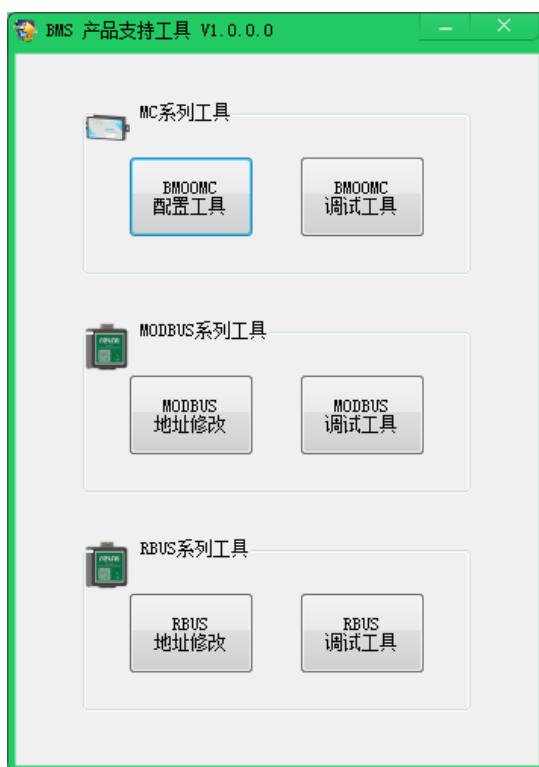 BMS 产品支持工具 V1.0.0.0
MC系列工具
BMOOMC
配置工具
BMOOMC
调试工具
MODBUS系列工具
MODBUS
地址修改
MODBUS
调试工具
RBUS系列工具
RBUS
地址修改
RBUS
调试工具